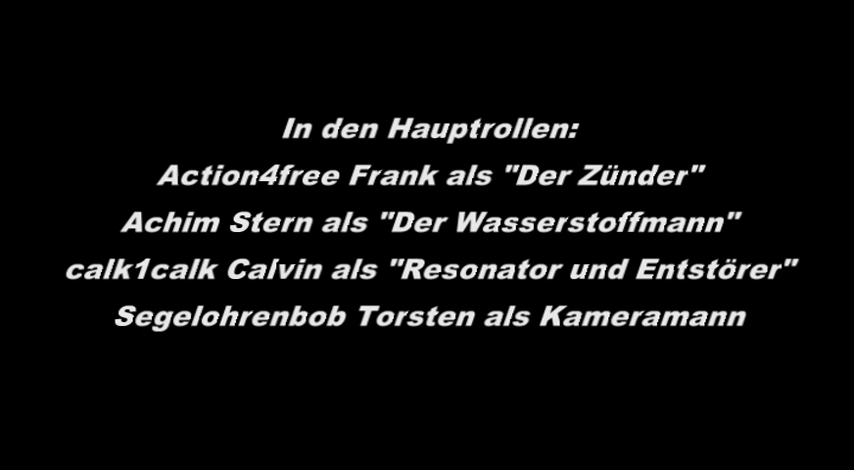 In den Hauptrollen:
Action4free Frank als "Der Zünder"
Achim Stern als "Der Wasserstoffmann"
calk1calk Calvin als "Resonator und Entstörer"
Segelohrenbob Torsten als Kameramann